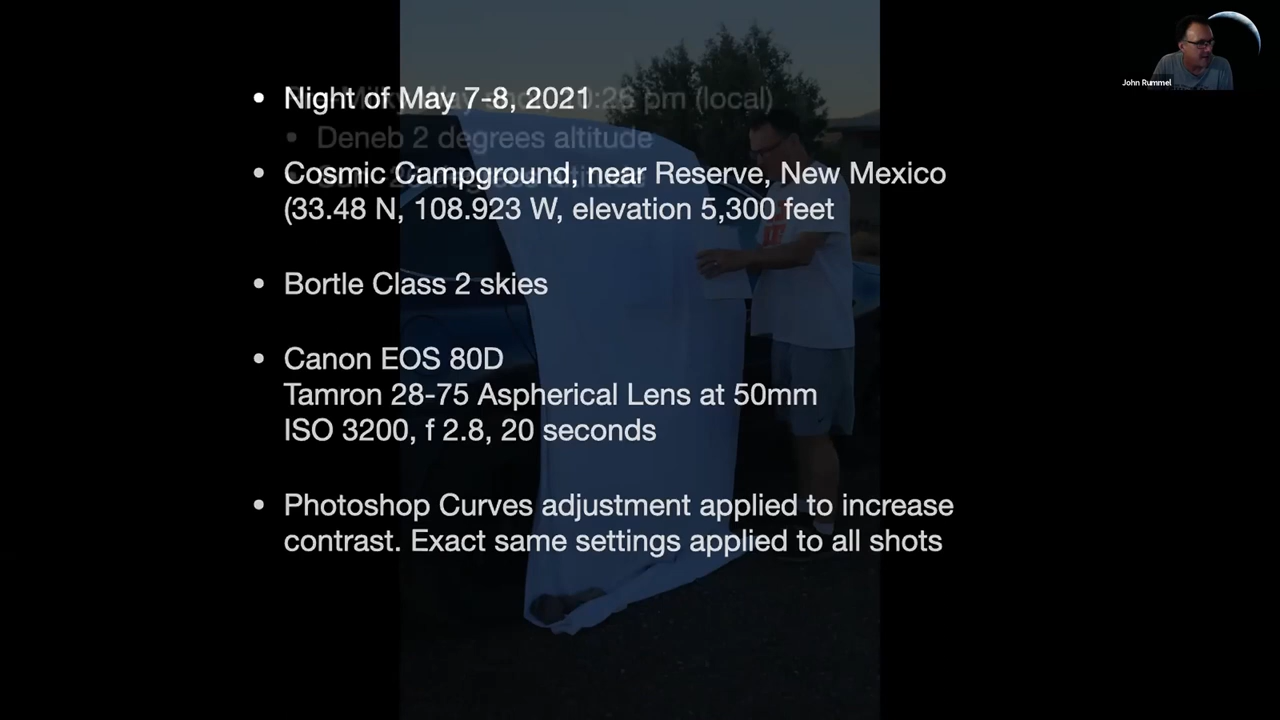 John Rummel
• Night of May 7-8, 2021
pm (local)
• Deneb 2 degrees altitude
• Cosmic Campground, near Reserve, New Mexico
(33.48 N, 108.923 W, elevation 5,300 feet
• Bortle Class 2 skies
• Canon EOS 80D
Tamron 28-75 Aspherical Lens at 50mm
ISO 3200, f 2.8, 20 seconds
• Photoshop Curves adjustment applied to increase
contrast. Exact same settings applied to all shots